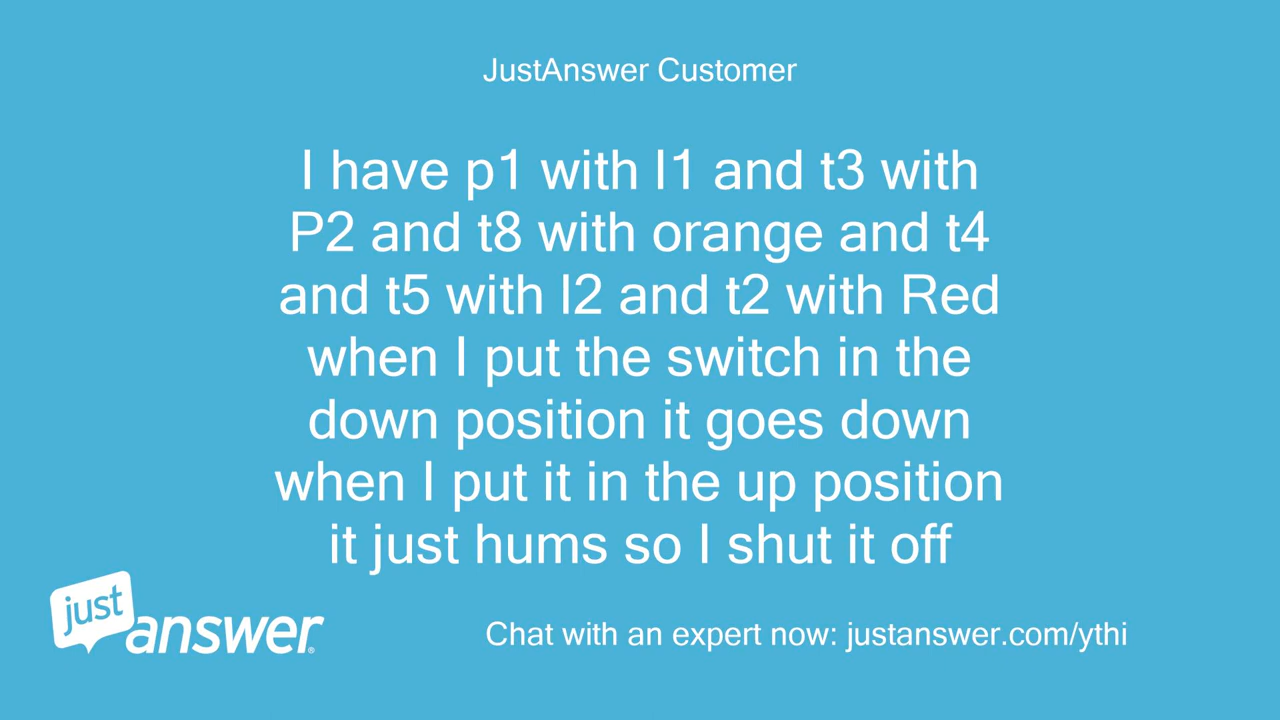 JustAnswer Customer
I have p1 with l1 and t3 with
P2 and t8 with orange and t4
and t5 with l2 and t2 with Red
when I put the switch in the
down position it goes down
when I put it in the up position
it just hums so I shut it off
just
answer®
Chat with an expert now: justanswer.com/ythi